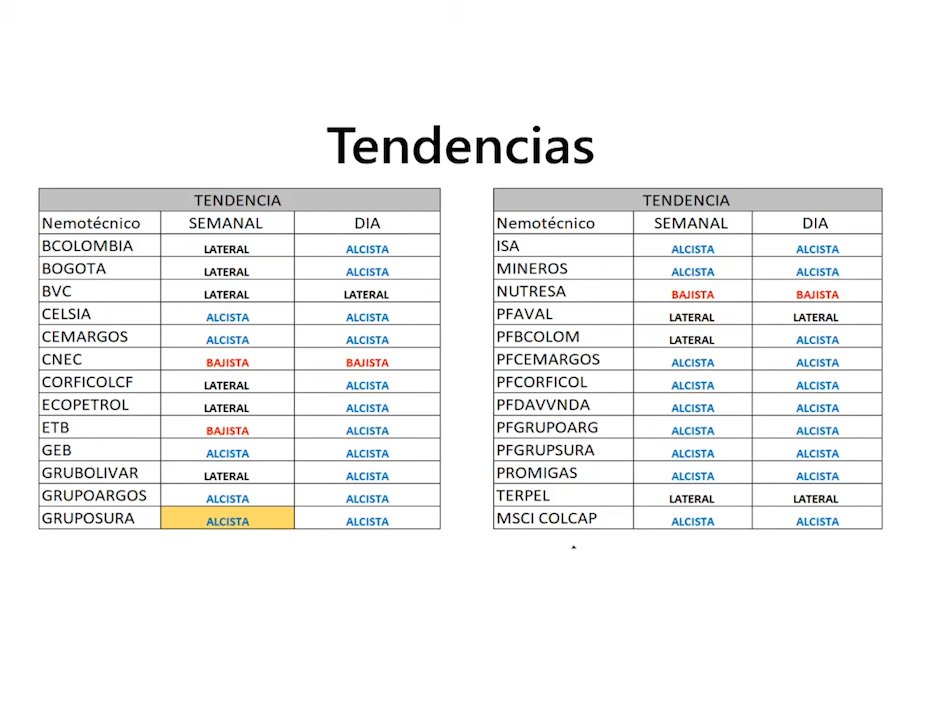 Tendencias
TENDENCIA
Nemotécnico SEMANAL DIA
BCOLOMBIA LATERAL ALCISTA
BOGOTA LATERAL ALCISTA
BVC LATERAL LATERAL
CELSIA ALCISTA ALCISTA
CEMARGOS ALCISTA ALCISTA
CNEC BAJISTA BAJISTA
CORFICOLCF LATERAL ALCISTA
ECOPETROL LATERAL ALCISTA
ETB BAJISTA ALCISTA
GEB ALCISTA ALCISTA
GRUBOLIVAR LATERAL ALCISTA
GRUPOARGOS ALCISTA ALCISTA
GRUPOSURA ALCISTA ALCISTA
TENDENCIA
Nemotécnico SEMANAL DIA
ISA ALCISTA ALCISTA
MINEROS ALCISTA ALCISTA
NUTRESA BAJISTA BAJISTA
PFAVAL LATERAL LATERAL
PFBCOLOM LATERAL ALCISTA
PFCEMARGOS ALCISTA ALCISTA
PFCORFICOL ALCISTA ALCISTA
PFDAVVNDA ALCISTA ALCISTA
PFGRUPOARG ALCISTA ALCISTA
PFGRUPSURA ALCISTA ALCISTA
PROMIGAS ALCISTA ALCISTA
TERPEL LATERAL LATERAL
MSCI COLCAP ALCISTA ALCISTA